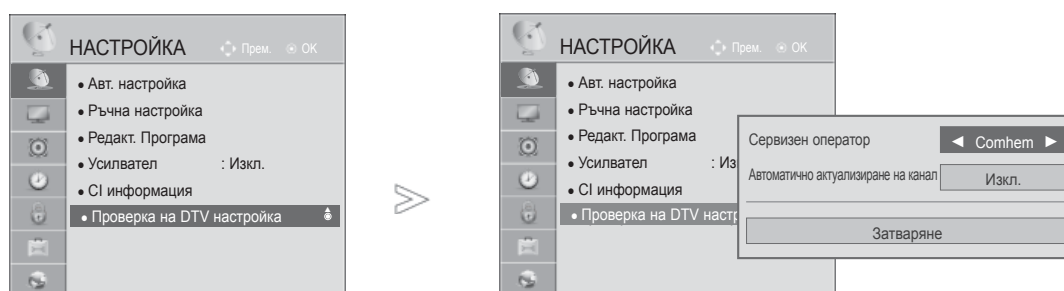 НАСТРОЙКА Прем. OK
• Авт. настройка
• Ръчна настройка
• Редакт. Програма
• Усилвател : Изкл.
• CI информация
• Проверка на DTV настройка
НАСТРОЙКА Прем. OK
• Авт. настройка
• Ръчна настройка
• Редакт. Програма
• Усилвател : Из
• CI информация
• Проверка на DTV настр
Сервизен оператор ◄ Comhem ►
Автоматично актуализиране на канал Изкл.
Затваряне